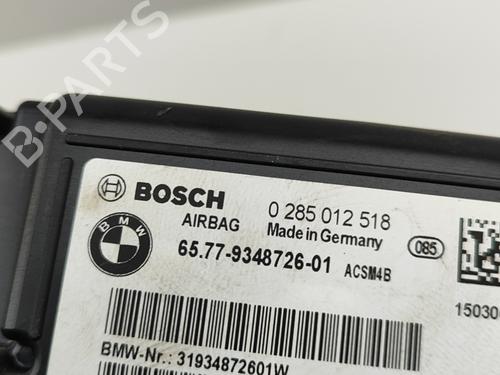 BOSCH
AIRBAG
0 285 012 518
Made in Germany
BMW
65.77-9348726-01 ACSM4B
085
BMW-Nr.: 31934872601W
B-PARTS